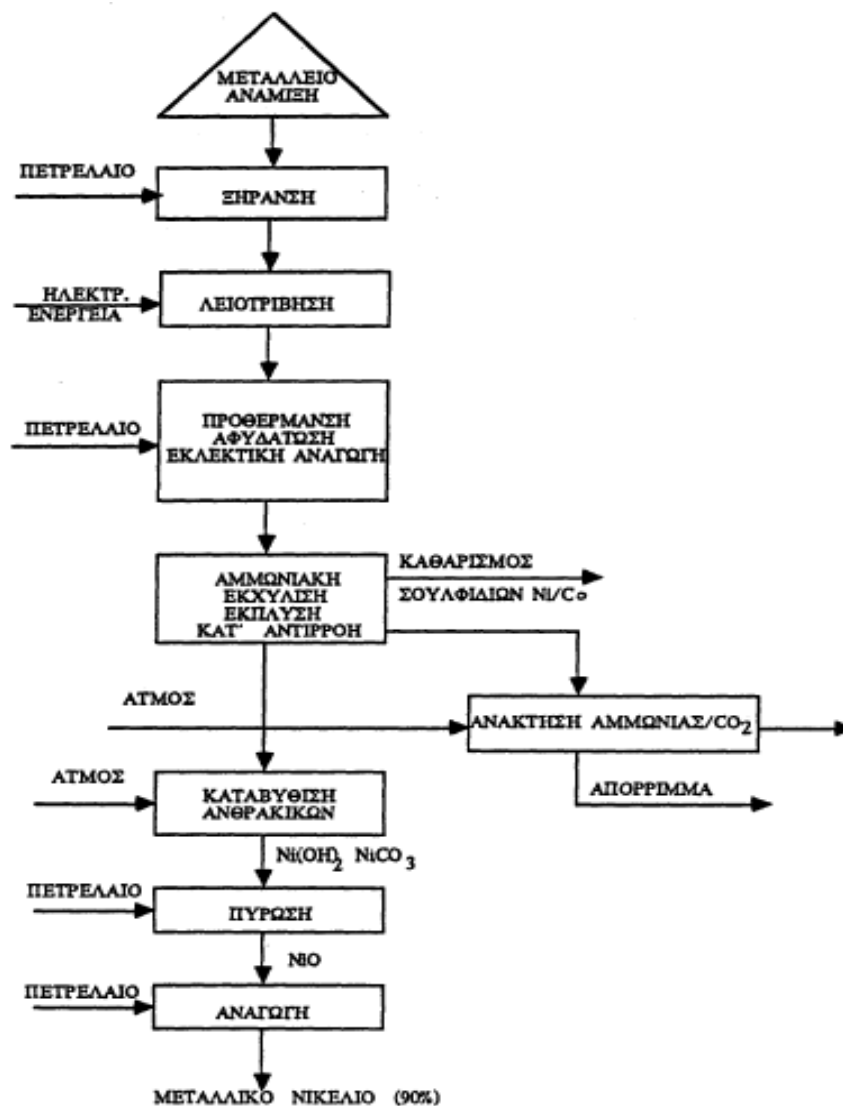 ΜΕΤΑΛΛΕΙΟ
ΑΝΑΜΙΞΗ
ΠΕΤΡΕΛΑΙΟ
ΞΗΡΑΝΣΗ
ΗΛΕΚΤΡ.
ΕΝΕΡΓΕΙΑ
ΛΕΙΟΤΡΙΒΗΣΗ
ΠΕΤΡΕΛΑΙΟ
ΠΡΟΘΕΡΜΑΝΣΗ
ΑΦΥΔΑΤΩΣΗ
ΕΚΛΕΚΤΙΚΗ ΑΝΑΓΩΓΗ
ΑΜΜΩΝΙΑΚΗ
ΕΚΧΥΛΙΣΗ
ΕΚΠΛΥΣΗ
ΚΑΤ' ΑΝΤΙΡΡΟΗ
ΚΑΘΑΡΙΣΜΟΣ
ΣΟΥΛΦΙΔΙΩΝ Ni/Co
ΑΤΜΟΣ
ΑΝΑΚΤΗΣΗ ΑΜΜΩΝΙΑΣ/CO2
ΑΠΟΡΡΙΜΜΑ
ΑΤΜΟΣ
ΚΑΤΑΒΥΘΙΣΗ
ΑΝΘΡΑΚΙΚΩΝ
Ni(OH)2 NiCO3
ΠΕΤΡΕΛΑΙΟ
ΠΥΡΩΣΗ
NiO
ΠΕΤΡΕΛΑΙΟ
ΑΝΑΓΩΓΗ
ΜΕΤΑΛΛΙΚΟ ΝΙΚΕΛΙΟ (90%)